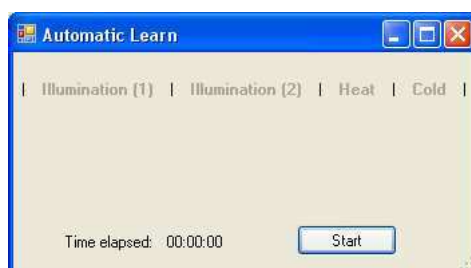 Automatic Learn
| Illumination (1) | Illumination (2) | Heat | Cold |
Time elapsed: 00:00:00 Start